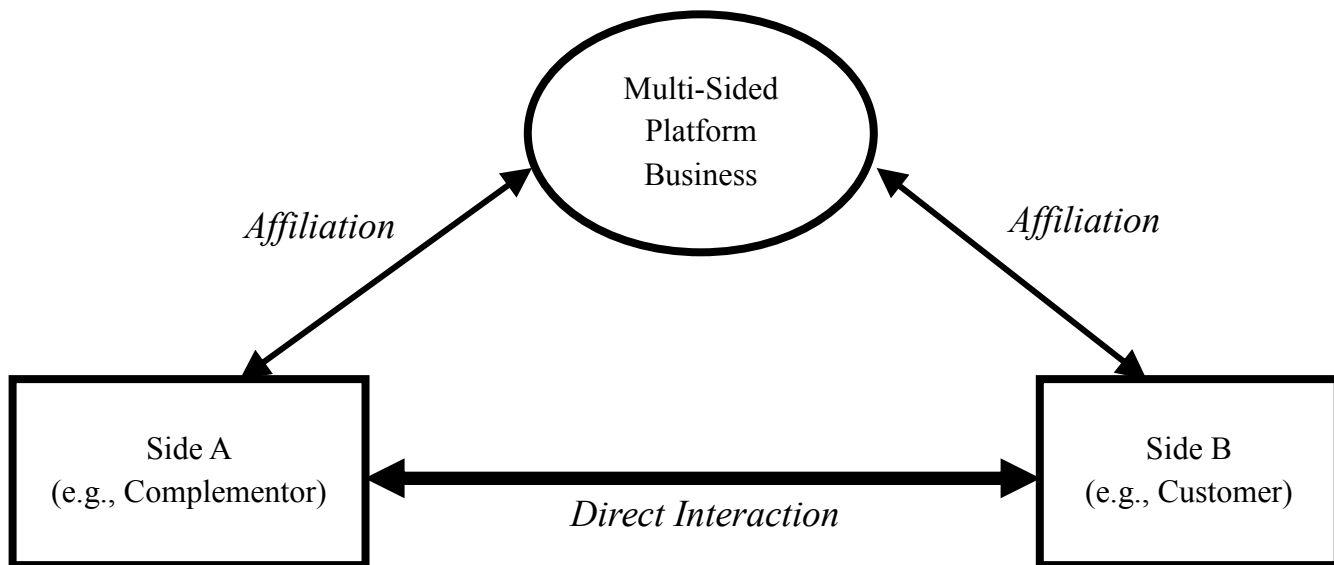 Multi-Sided
Platform
Business
Affiliation
Affiliation
Side A
(e.g., Complementor)
Direct Interaction
Side B
(e.g., Customer)